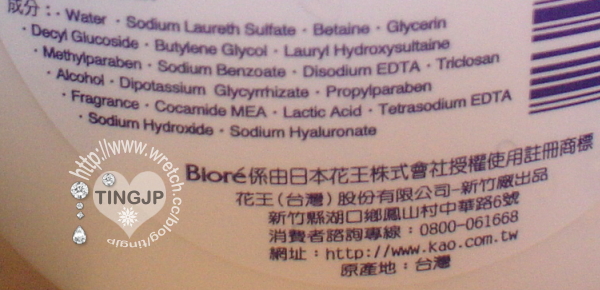 成分：· Water · Sodium Laureth Sulfate · Betaine · Glycerin
· Decyl Glucoside · Butylene Glycol · Lauryl Hydroxysultaine
· Methylparaben · Sodium Benzoate · Disodium EDTA · Triclosan
· Alcohol · Dipotassium Glycyrrhizate · Propylparaben
· Fragrance · Cocamide MEA · Lactic Acid · Tetrasodium EDTA
· Sodium Hydroxide · Sodium Hyaluronate
Bioré係由日本花王株式會社授權使用註冊商標
花王(台灣)股份有限公司-新竹廠出品
新竹縣湖口鄉鳳山村中華路6號
消費者諮詢專線：0800-061668
網址：http://www.kao.com.tw
原產地：台灣
http://www.wretch.cc/blog/tingjp
TINGJP